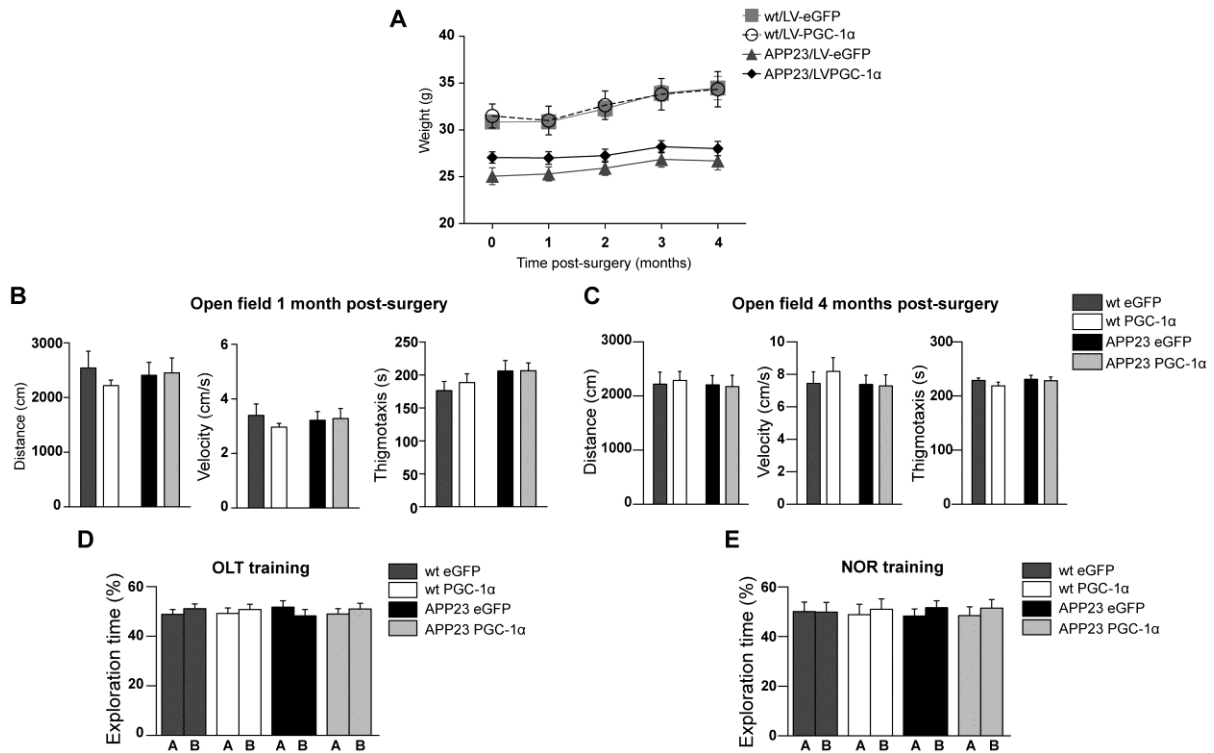 A
wt/LV-eGFP
wt/LV-PGC-1α
APP23/LV-eGFP
APP23/LVPGC-1α
Weight (g)
40
35
30
25
20
0 1 2 3 4
Time post-surgery (months)
B
Open field 1 month post-surgery
Distance (cm)
3000
2000
1000
0
Velocity (cm/s)
6
4
2
0
Thigmotaxis (s)
250
200
150
100
50
0
C
Open field 4 months post-surgery
wt eGFP
wt PGC-1α
APP23 eGFP
APP23 PGC-1α
Distance (cm)
3000
2000
1000
0
Velocity (cm/s)
10
8
6
4
2
0
Thigmotaxis (s)
300
200
100
0
D
OLT training
wt eGFP
wt PGC-1α
APP23 eGFP
APP23 PGC-1α
Exploration time (%)
60
40
20
0
A B A B A B A B
E
NOR training
wt eGFP
wt PGC-1α
APP23 eGFP
APP23 PGC-1α
Exploration time (%)
60
40
20
0
A B A B A B A B